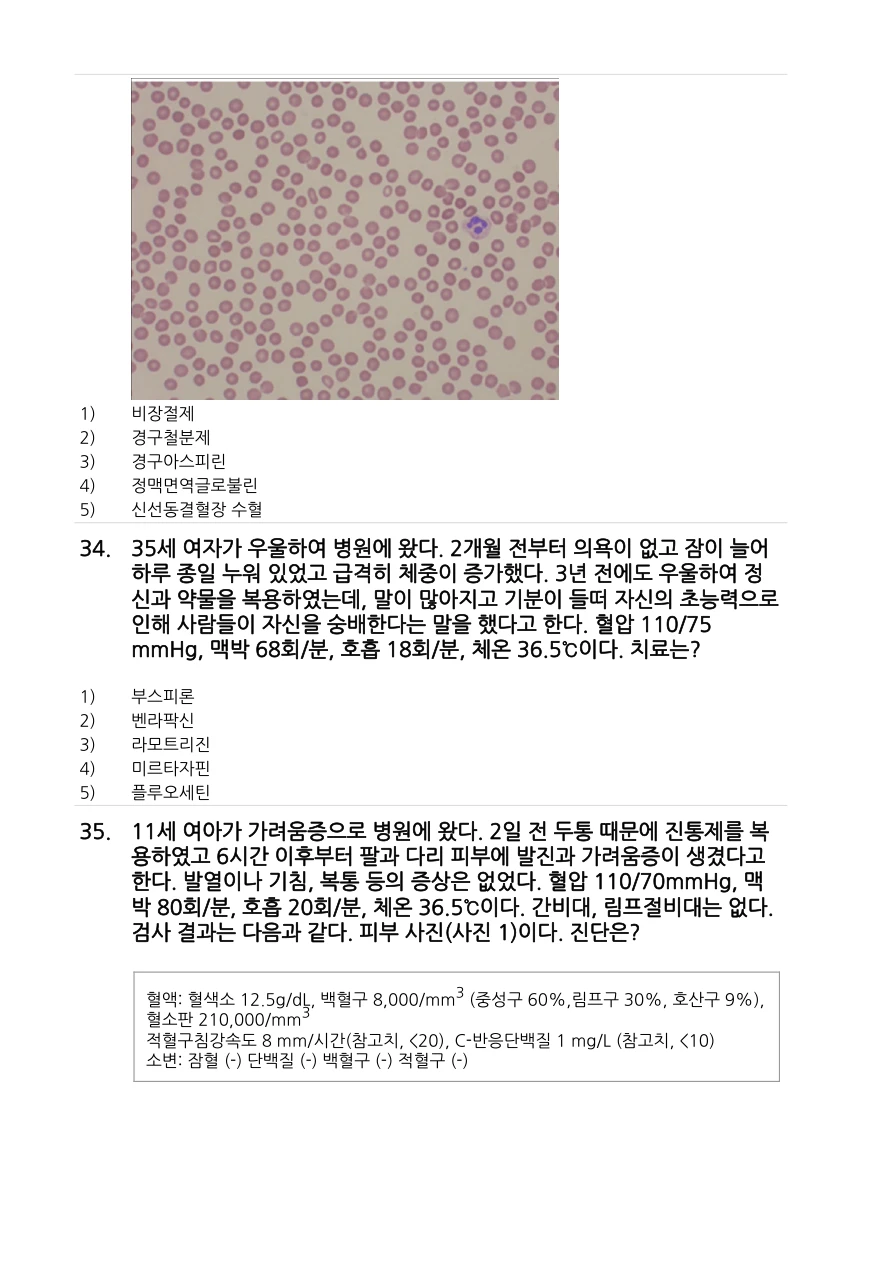 1) 비장절제
2) 경구철분제
3) 경구아스피린
4) 정맥면역글로불린
5) 신선동결혈장 수혈
34. 35세 여자가 우울하여 병원에 왔다. 2개월 전부터 의욕이 없고 잠이 늘어
하루 종일 누워 있었고 급격히 체중이 증가했다. 3년 전에도 우울하여 정
신과 약물을 복용하였는데, 말이 많아지고 기분이 들떠 자신의 초능력으로
인해 사람들이 자신을 숭배한다는 말을 했다고 한다. 혈압 110/75
mmHg, 맥박 68회/분, 호흡 18회/분, 체온 36.5℃이다. 치료는?
1) 부스피론
2) 벤라팍신
3) 라모트리진
4) 미르타자핀
5) 플루오세틴
35. 11세 여아가 가려움증으로 병원에 왔다. 2일 전 두통 때문에 진통제를 복
용하였고 6시간 이후부터 팔과 다리 피부에 발진과 가려움증이 생겼다고
한다. 발열이나 기침, 복통 등의 증상은 없었다. 혈압 110/70mmHg, 맥
박 80회/분, 호흡 20회/분, 체온 36.5℃이다. 간비대, 림프절비대는 없다.
검사 결과는 다음과 같다. 피부 사진(사진 1)이다. 진단은?
혈액: 혈색소 12.5g/dL, 백혈구 8,000/mm³ (중성구 60%,림프구 30%, 호산구 9%),
혈소판 210,000/mm³
적혈구침강속도 8 mm/시간(참고치, <20), C-반응단백질 1 mg/L (참고치, <10)
소변: 잠혈 (-) 단백질 (-) 백혈구 (-) 적혈구 (-)